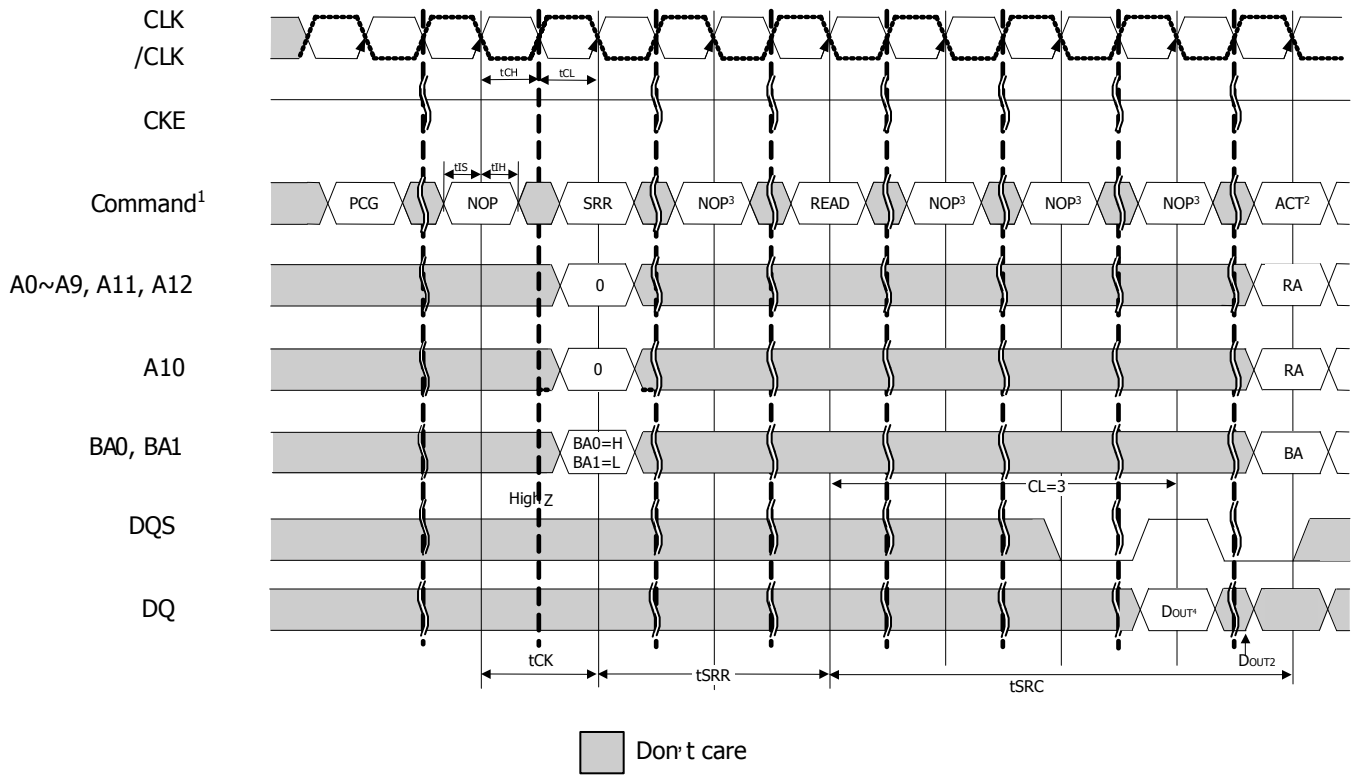 CLK
/CLK
tCH tCL
CKE
tIS tIH
Command¹ PCG NOP SRR NOP³ READ NOP³ NOP³ NOP³ ACT²
A0~A9, A11, A12 0 RA
A10 0 RA
BA0, BA1 BA0=H BA1=L BA
CL=3
High Z
DQS
DQ DOUT⁴
DOUT2
tCK tSRR tSRC
Don't care